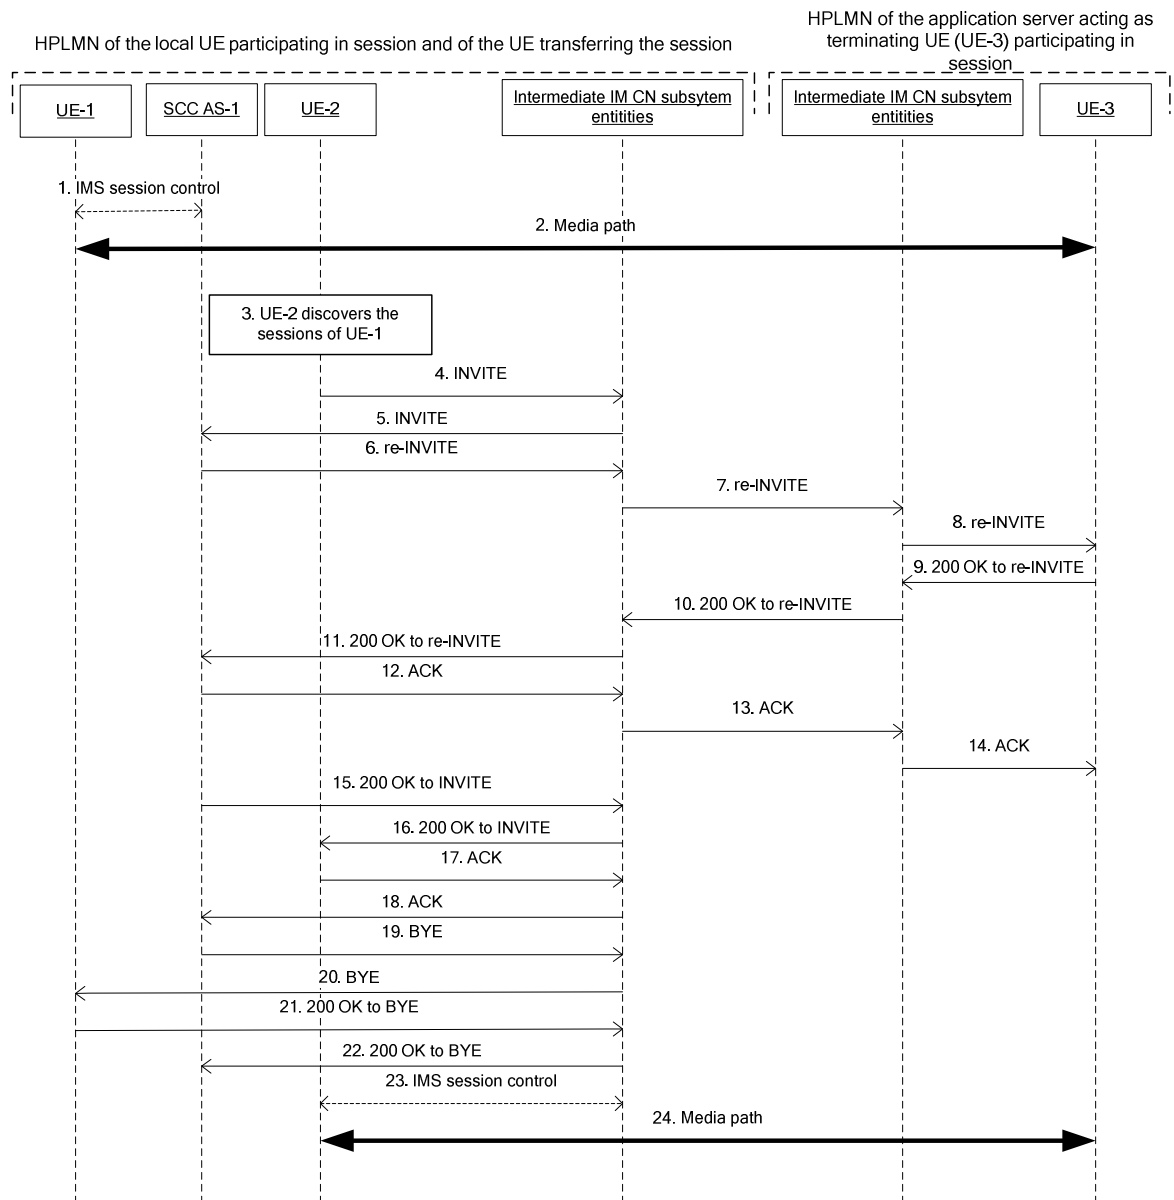 HPLMN of the local UE participating in session and of the UE transferring the session
HPLMN of the application server acting as
terminating UE (UE-3) participating in
session
UE-1
SCC AS-1
UE-2
Intermediate IM CN subsytem
entitities
Intermediate IM CN subsytem
entitities
UE-3
1. IMS session control
2. Media path
3. UE-2 discovers the
sessions of UE-1
4. INVITE
5. INVITE
6. re-INVITE
7. re-INVITE
8. re-INVITE
9. 200 OK to re-INVITE
10. 200 OK to re-INVITE
11. 200 OK to re-INVITE
12. ACK
13. ACK
14. ACK
15. 200 OK to INVITE
16. 200 OK to INVITE
17. ACK
18. ACK
19. BYE
20. BYE
21. 200 OK to BYE
22. 200 OK to BYE
23. IMS session control
24. Media path